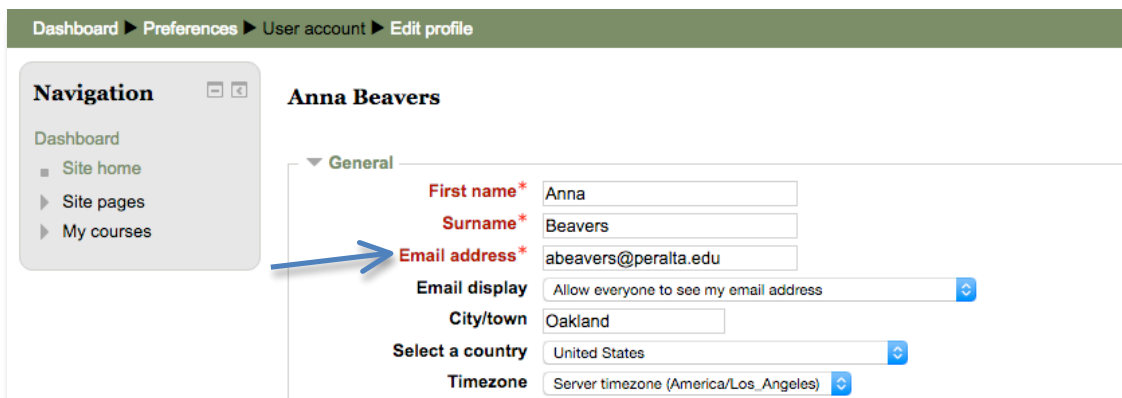 Dashboard ▶ Preferences ▶ User account ▶ Edit profile
Navigation
Dashboard
Site home
Site pages
My courses
Anna Beavers
General
First name* Anna
Surname* Beavers
Email address* abeavers@peralta.edu
Email display Allow everyone to see my email address
City/town Oakland
Select a country United States
Timezone Server timezone (America/Los_Angeles)